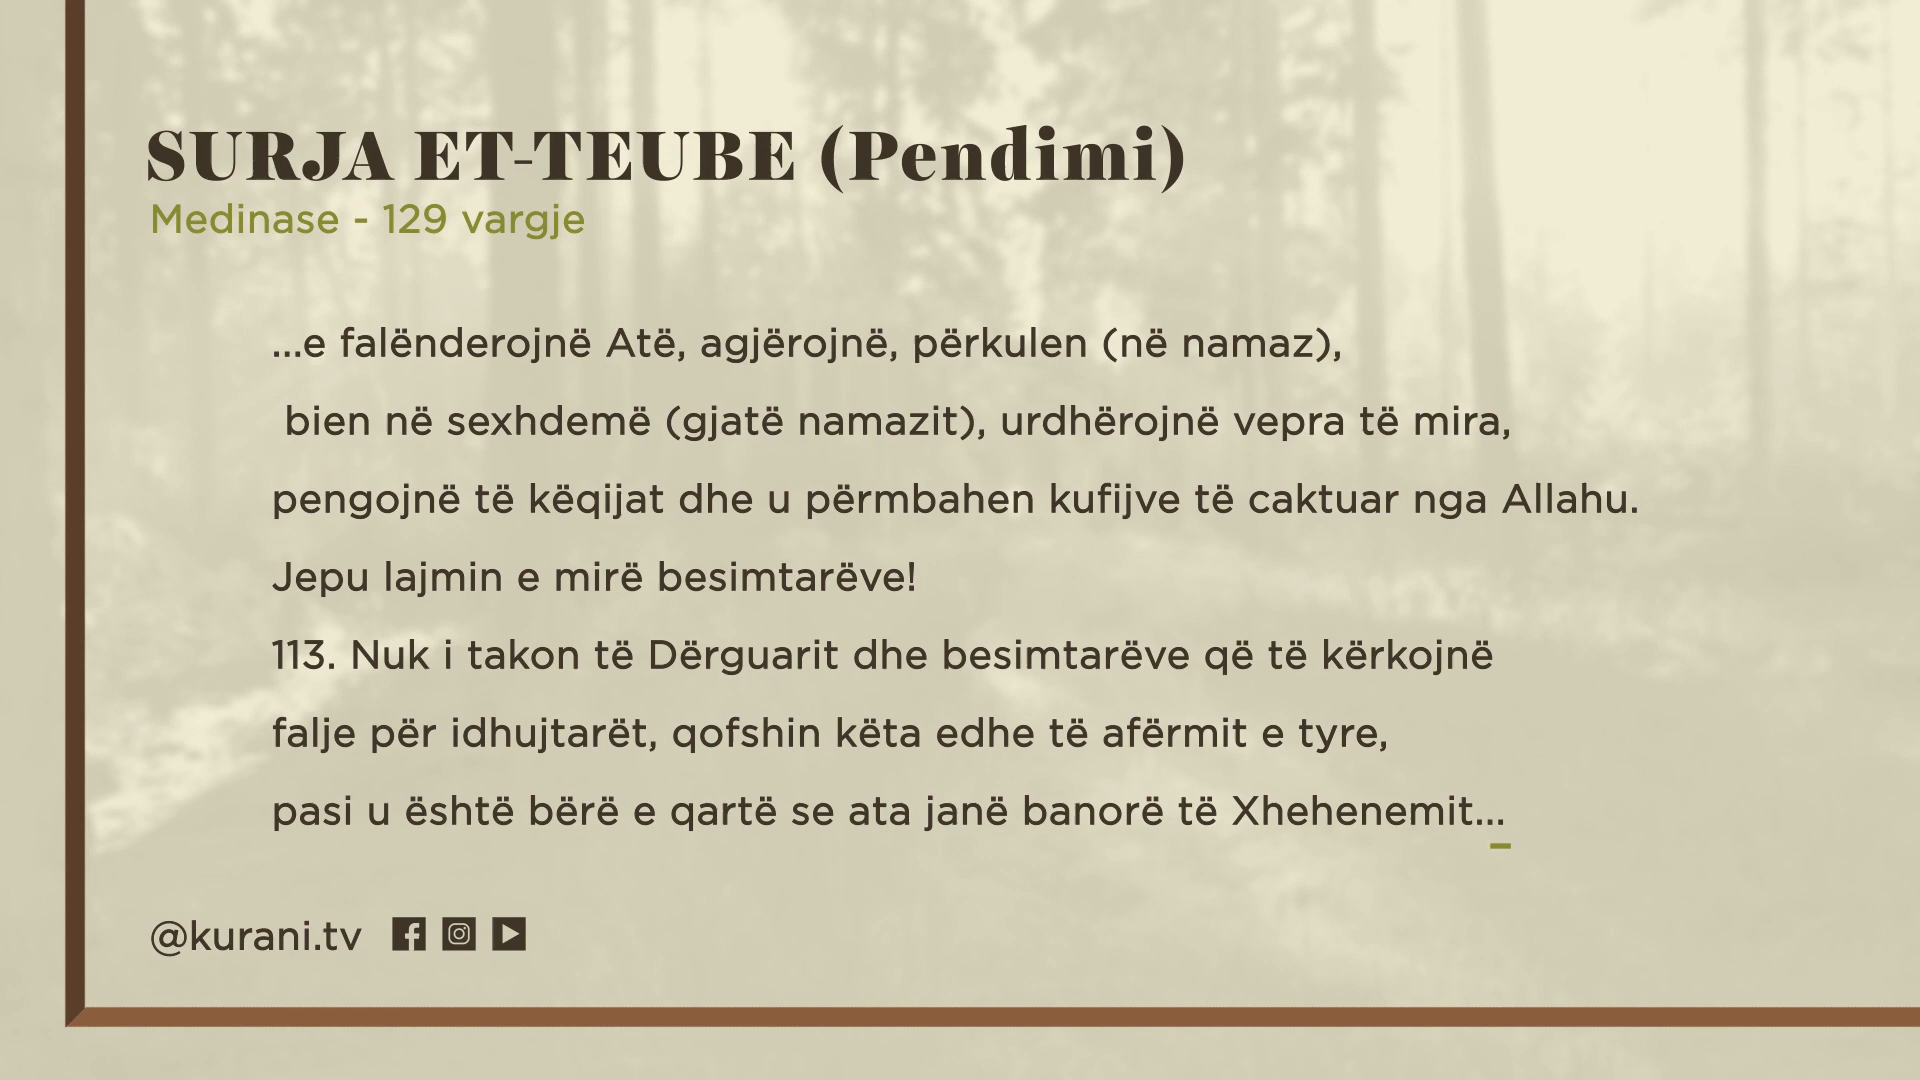 SURJA ET-TEUBE (Pendimi)
Medinase - 129 vargje
...e falënderojnë Atë, agjërojnë, përkulen (në namaz),
bien në sexhdemë (gjatë namazit), urdhërojnë vepra të mira,
pengojnë të këqijat dhe u përmbahen kufijve të caktuar nga Allahu.
Jepu lajmin e mirë besimtarëve!
113. Nuk i takon të Dërguarit dhe besimtarëve që të kërkojnë
falje për idhujtarët, qofshin këta edhe të afërmit e tyre,
pasi u është bërë e qartë se ata janë banorë të Xhehenemit...
@kurani.tv